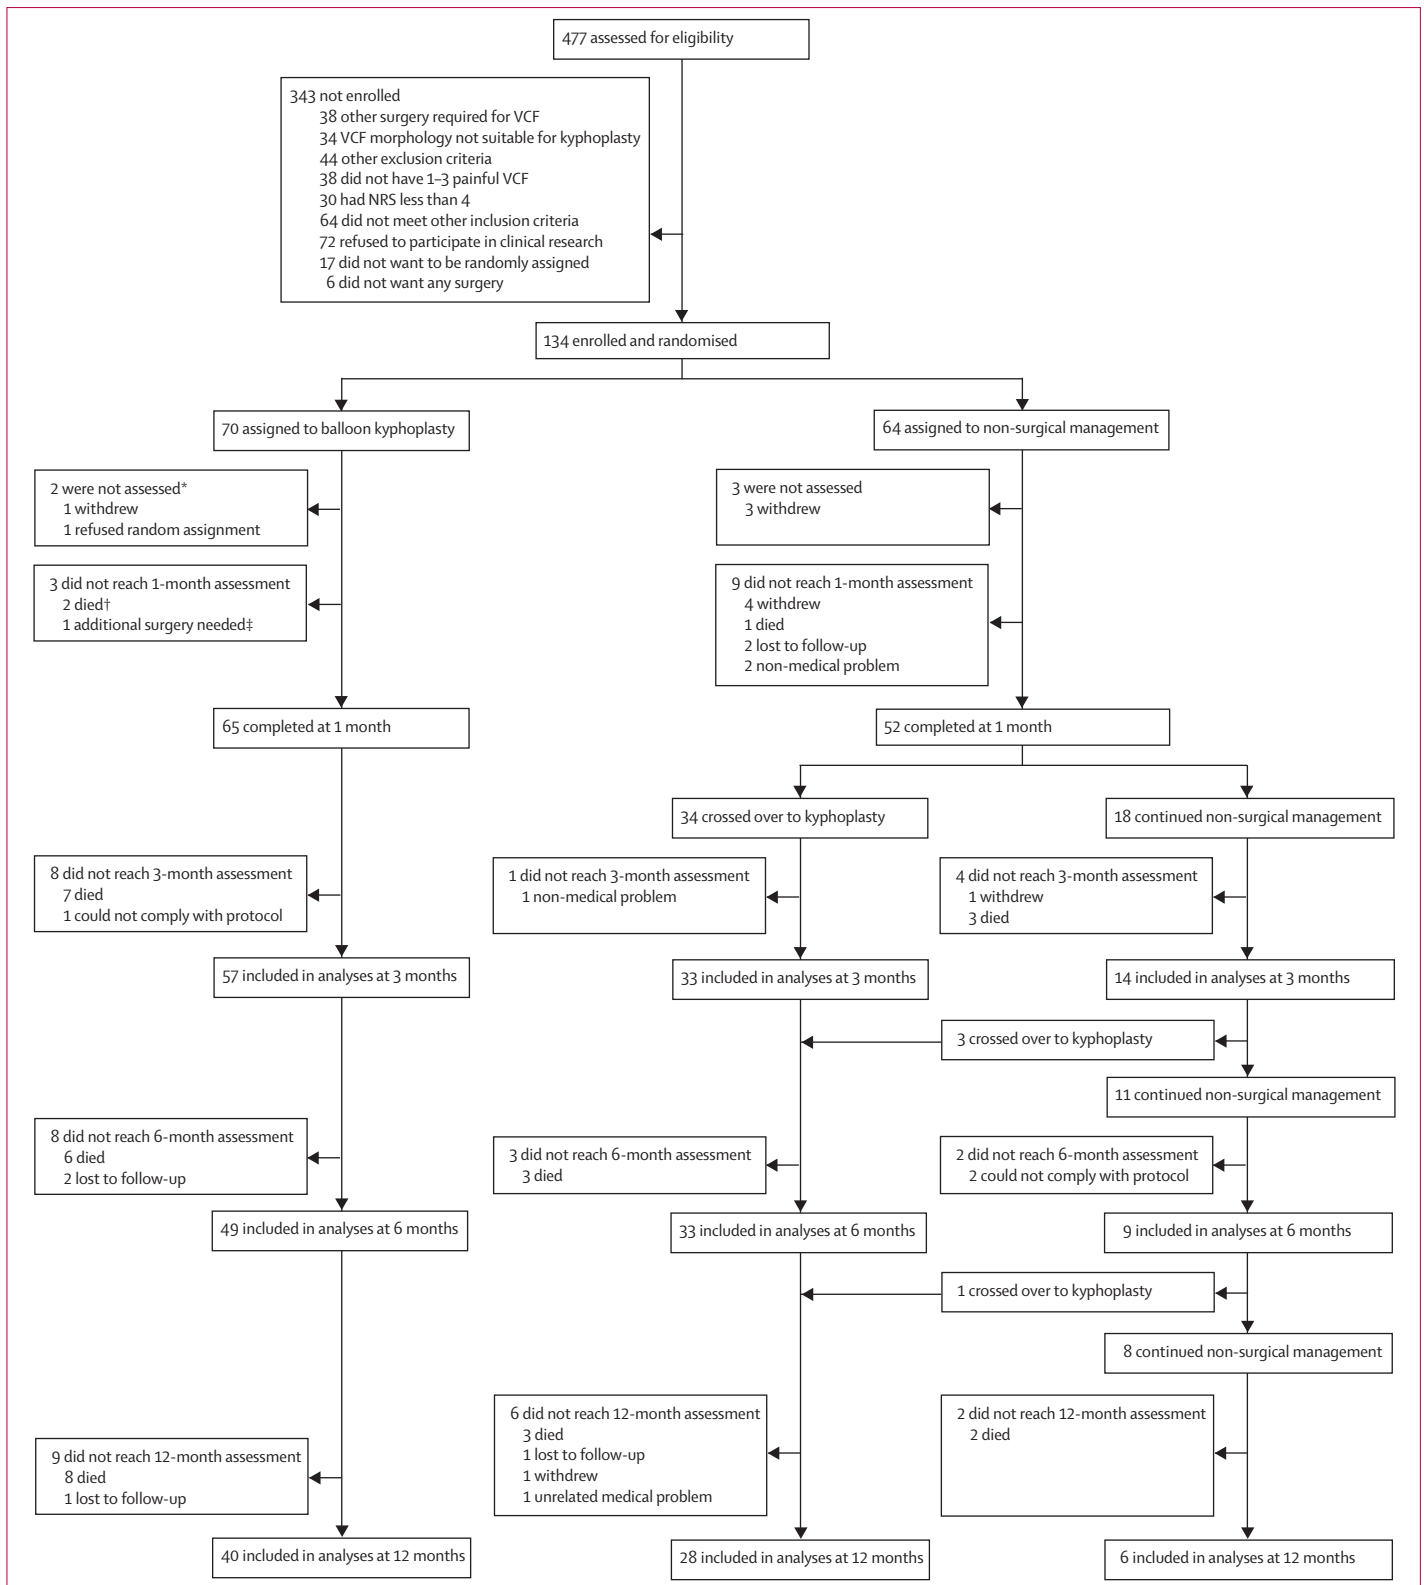 477 assessed for eligibility
343 not enrolled
38 other surgery required for VCF
34 VCF morphology not suitable for kyphoplasty
44 other exclusion criteria
38 did not have 1–3 painful VCF
30 had NRS less than 4
64 did not meet other inclusion criteria
72 refused to participate in clinical research
17 did not want to be randomly assigned
6 did not want any surgery
134 enrolled and randomised
70 assigned to balloon kyphoplasty
64 assigned to non-surgical management
2 were not assessed*
1 withdrew
1 refused random assignment
3 were not assessed
3 withdrew
3 did not reach 1-month assessment
2 died†
1 additional surgery needed‡
9 did not reach 1-month assessment
4 withdrew
1 died
2 lost to follow-up
2 non-medical problem
65 completed at 1 month
52 completed at 1 month
34 crossed over to kyphoplasty
18 continued non-surgical management
8 did not reach 3-month assessment
7 died
1 could not comply with protocol
1 did not reach 3-month assessment
1 non-medical problem
4 did not reach 3-month assessment
1 withdrew
3 died
57 included in analyses at 3 months
33 included in analyses at 3 months
14 included in analyses at 3 months
3 crossed over to kyphoplasty
11 continued non-surgical management
8 did not reach 6-month assessment
6 died
2 lost to follow-up
3 did not reach 6-month assessment
3 died
2 did not reach 6-month assessment
2 could not comply with protocol
49 included in analyses at 6 months
33 included in analyses at 6 months
9 included in analyses at 6 months
1 crossed over to kyphoplasty
8 continued non-surgical management
9 did not reach 12-month assessment
8 died
1 lost to follow-up
6 did not reach 12-month assessment
3 died
1 lost to follow-up
1 withdrew
1 unrelated medical problem
2 did not reach 12-month assessment
2 died
40 included in analyses at 12 months
28 included in analyses at 12 months
6 included in analyses at 12 months